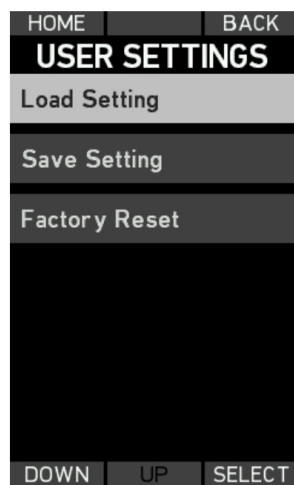 HOME BACK
USER SETTINGS
Load Setting
Save Setting
Factory Reset
DOWN UP SELECT